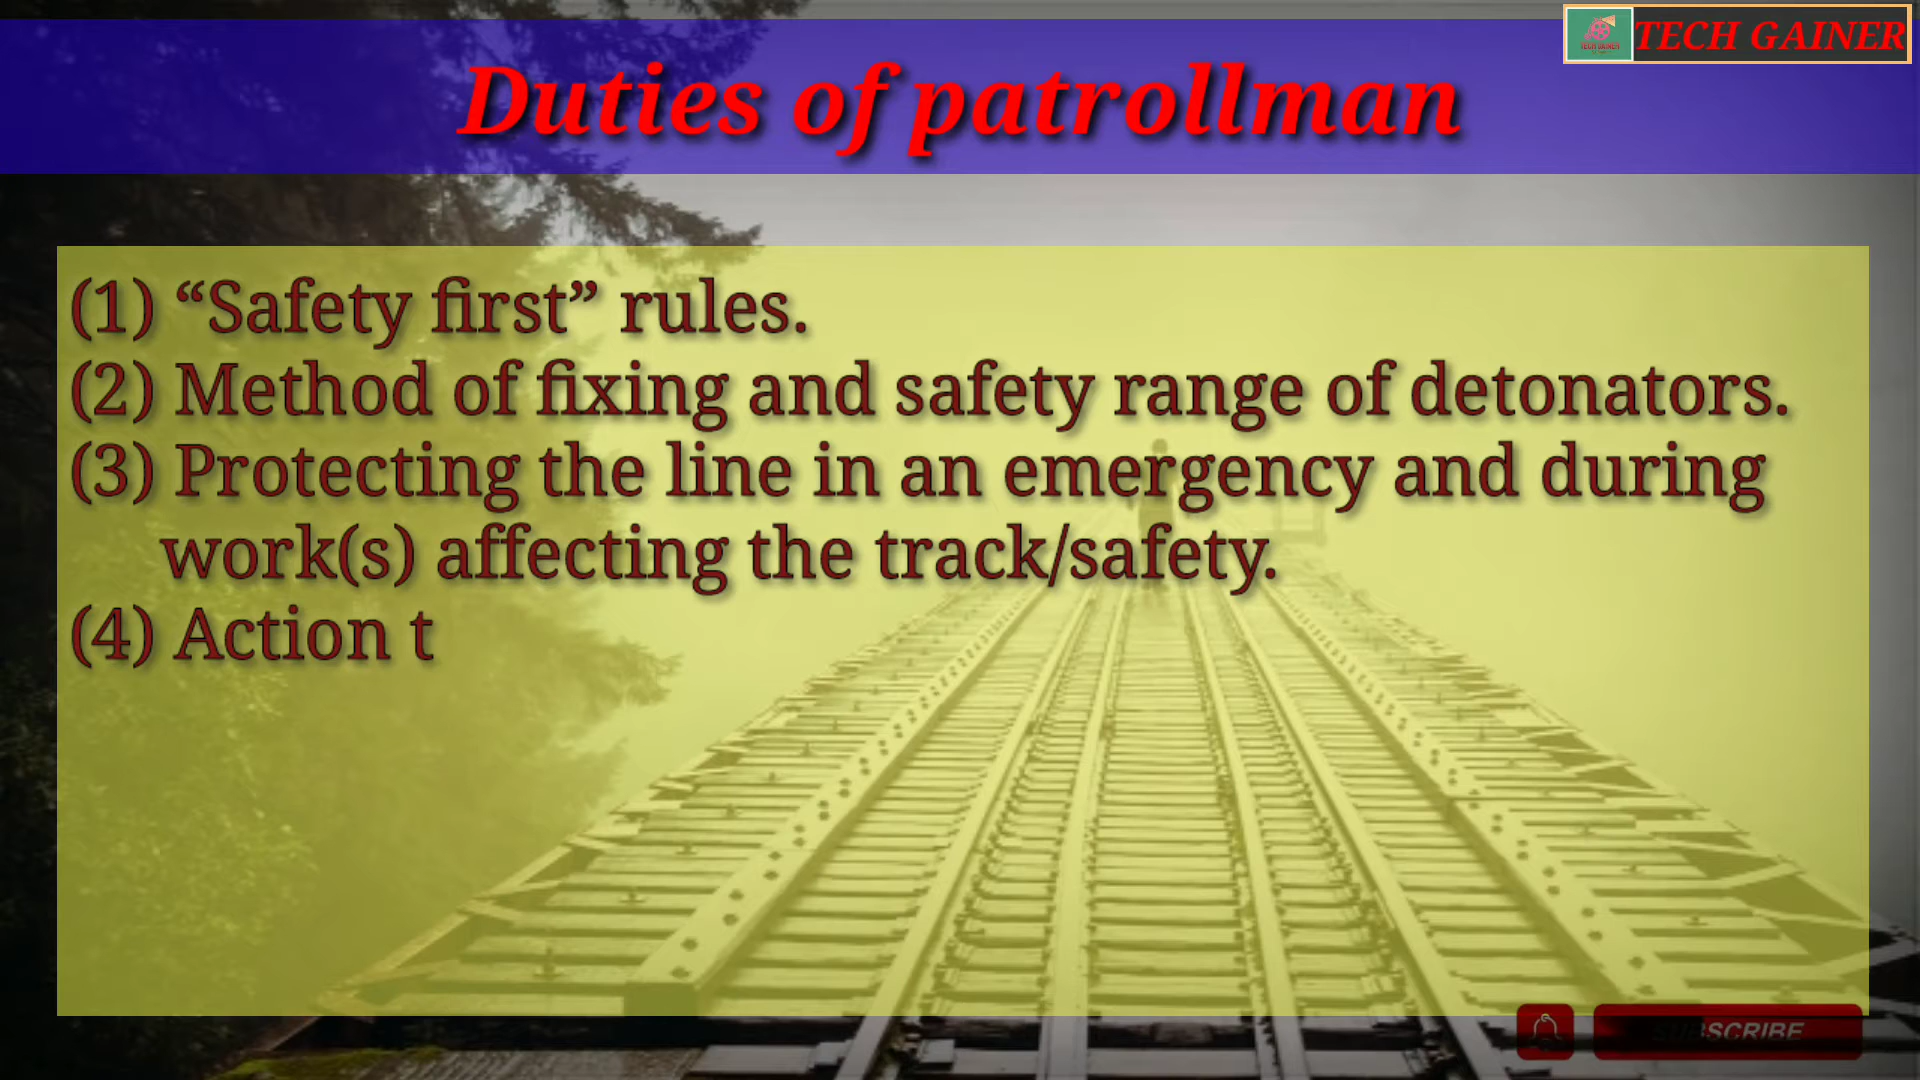 TECH GAINER
Duties of patrollman
(1) “Safety first” rules.
(2) Method of fixing and safety range of detonators.
(3) Protecting the line in an emergency and during
work(s) affecting the track/safety.
(4) Action t
SUBSCRIBE